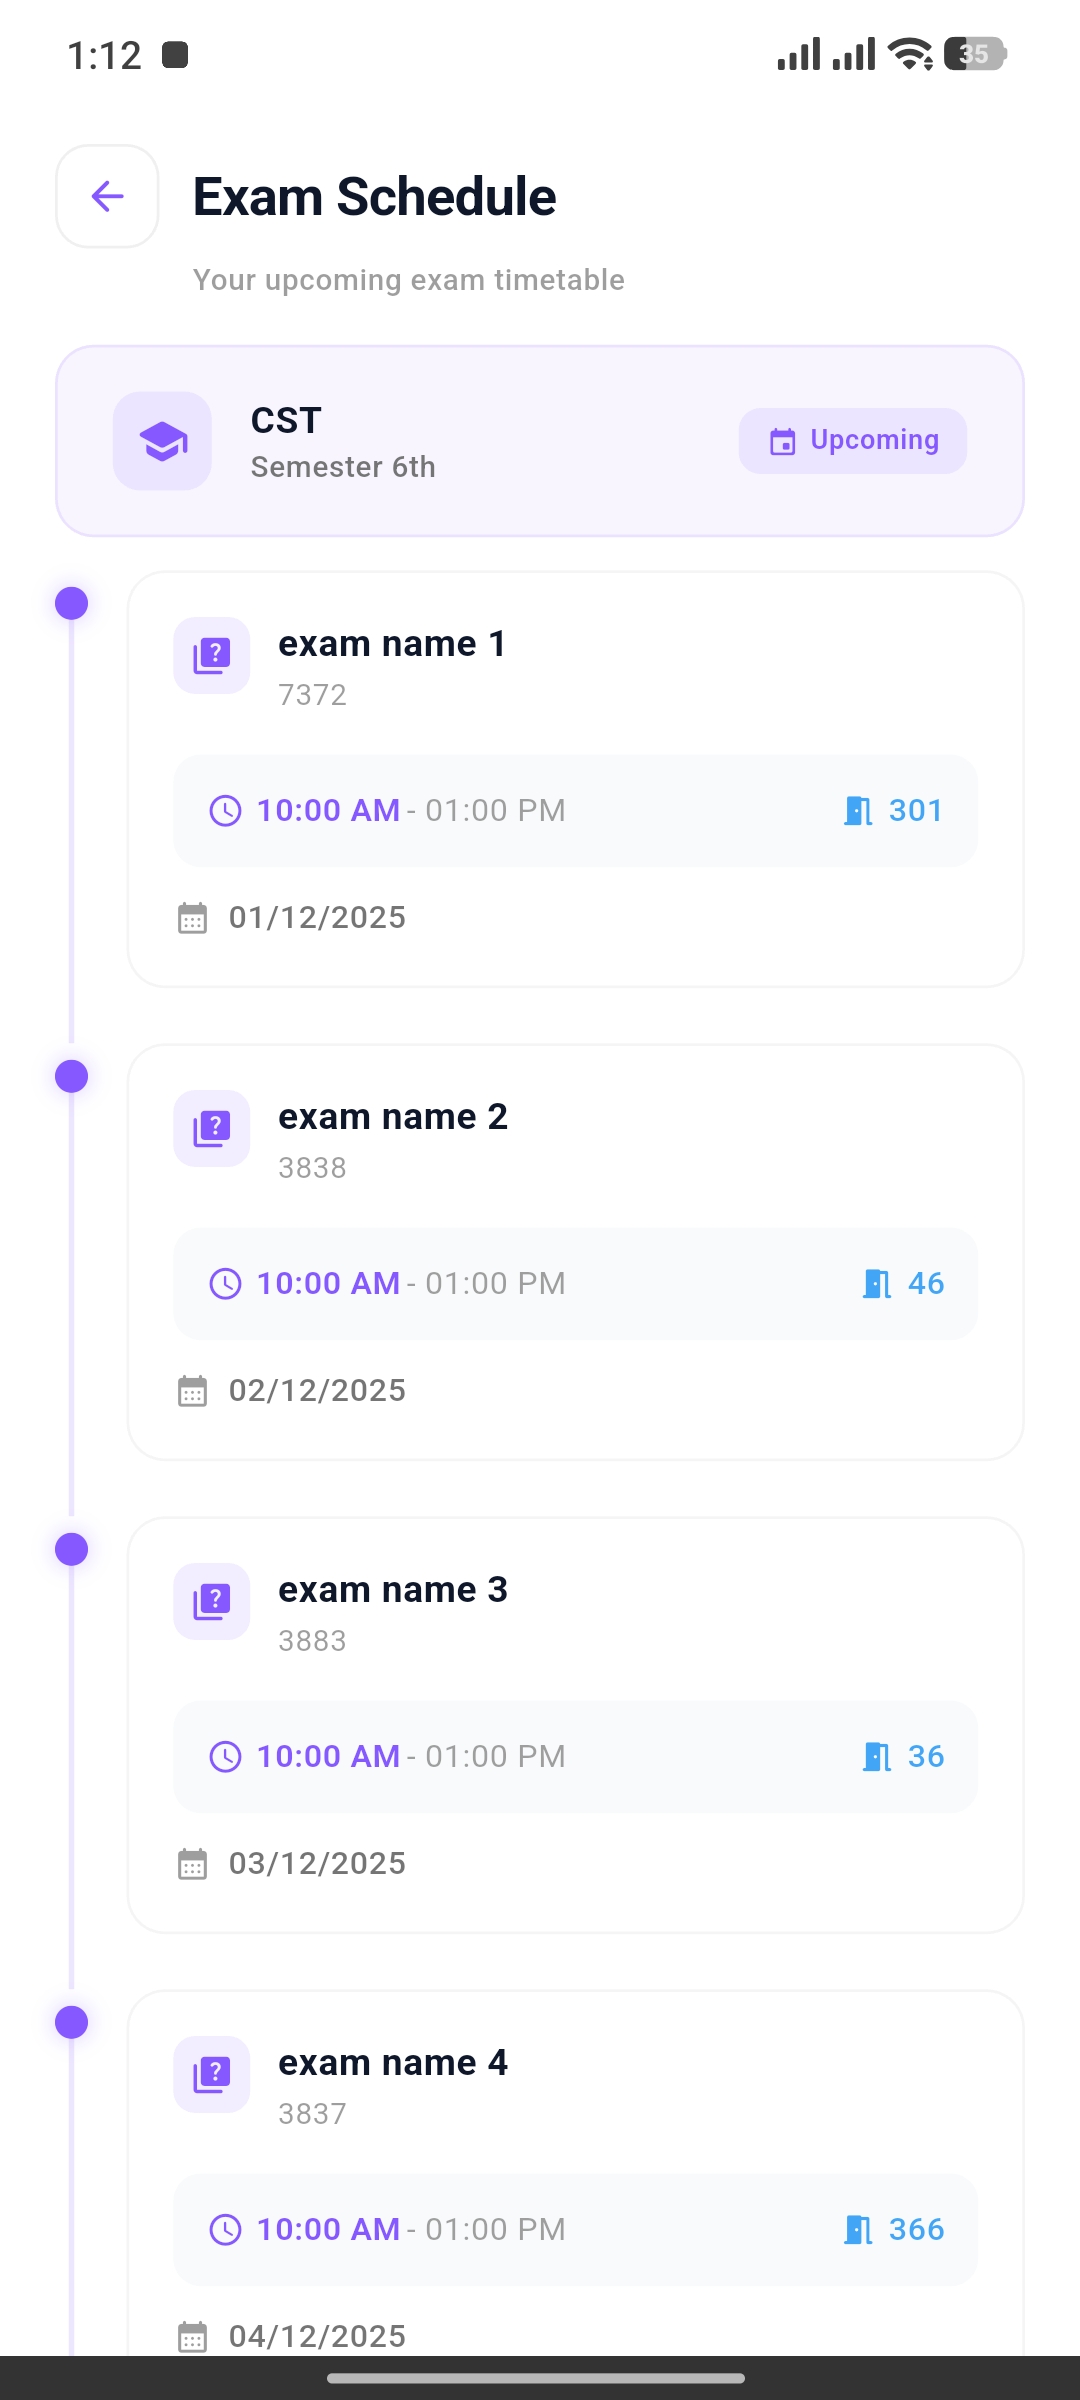 1:12
35
Exam Schedule
Your upcoming exam timetable
CST
Semester 6th
Upcoming
exam name 1
7372
10:00 AM - 01:00 PM 301
01/12/2025
exam name 2
3838
10:00 AM - 01:00 PM 46
02/12/2025
exam name 3
3883
10:00 AM - 01:00 PM 36
03/12/2025
exam name 4
3837
10:00 AM - 01:00 PM 366
04/12/2025